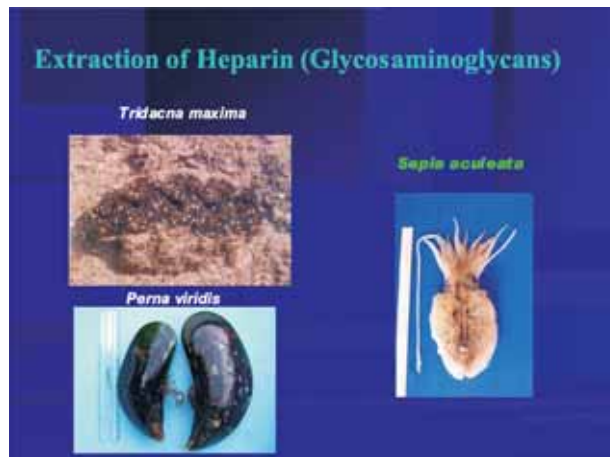 Extraction of Heparin (Glycosaminoglycans)
Tridacna maxima
Sepia aculeata
Perna viridis